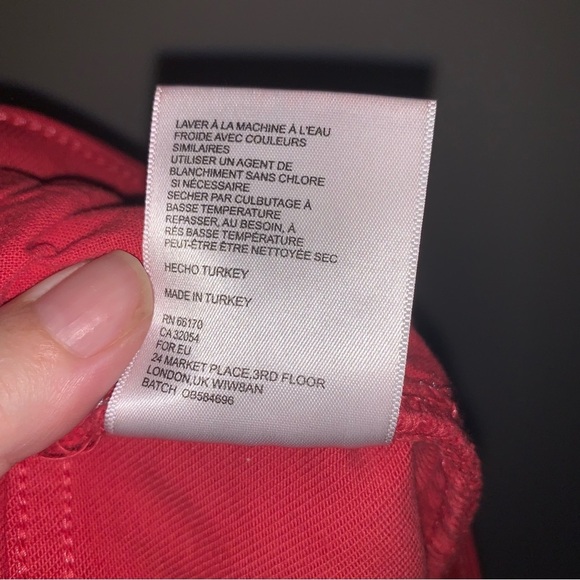 LAVER À LA MACHINE À L'EAU
FROIDE AVEC COULEURS
SIMILAIRES
UTILISER UN AGENT DE
BLANCHIMENT SANS CHLORE
SI NÉCESSAIRE
SECHER PAR CULBUTAGE À
BASSE TEMPERATURE
REPASSER, AU BESOIN, À
RÉS BASSE TEMPÉRATURE
PEUT-ÊTRE ÊTRE NETTOYÉE SEC
HECHO TURKEY
MADE IN TURKEY
RN 66170
CA 32054
FOR EU
24 MARKET PLACE,3RD FLOOR
LONDON,UK WIW8AN
BATCH OB584696